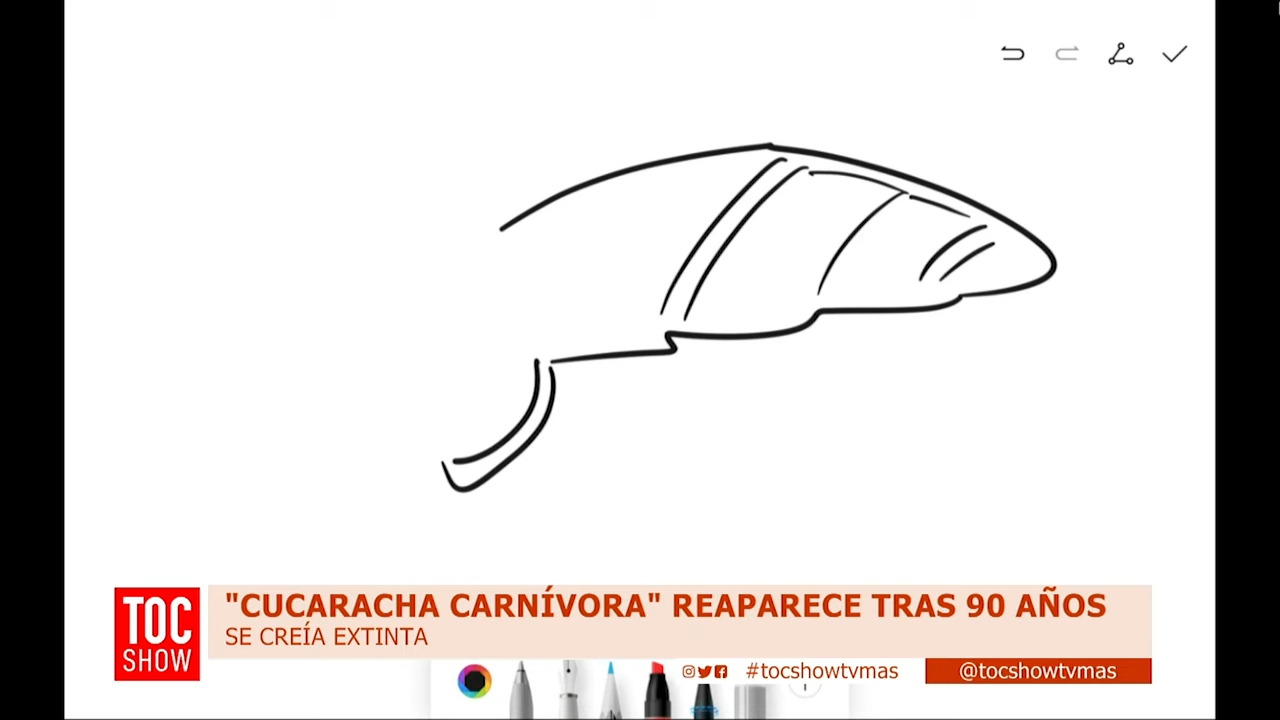 "CUCARACHA CARNÍVORA" REAPARECE TRAS 90 AÑOS
SE CREÍA EXTINTA
TOC
SHOW
#tocshowtvmas
@tocshowtvmas